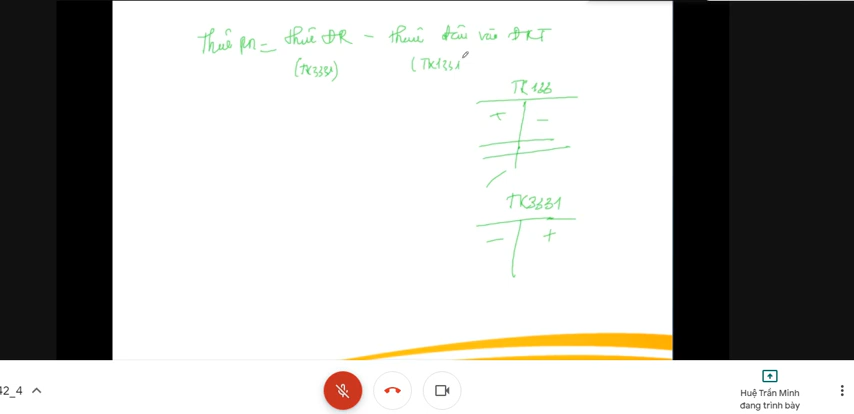 Thuế PN = thuế ĐR - thuế đầu vào ĐKT
(TK3331) (TK1331
TK133
+ -
TK3331
- +
42_4
Huệ Trần Minh
đang trình bày